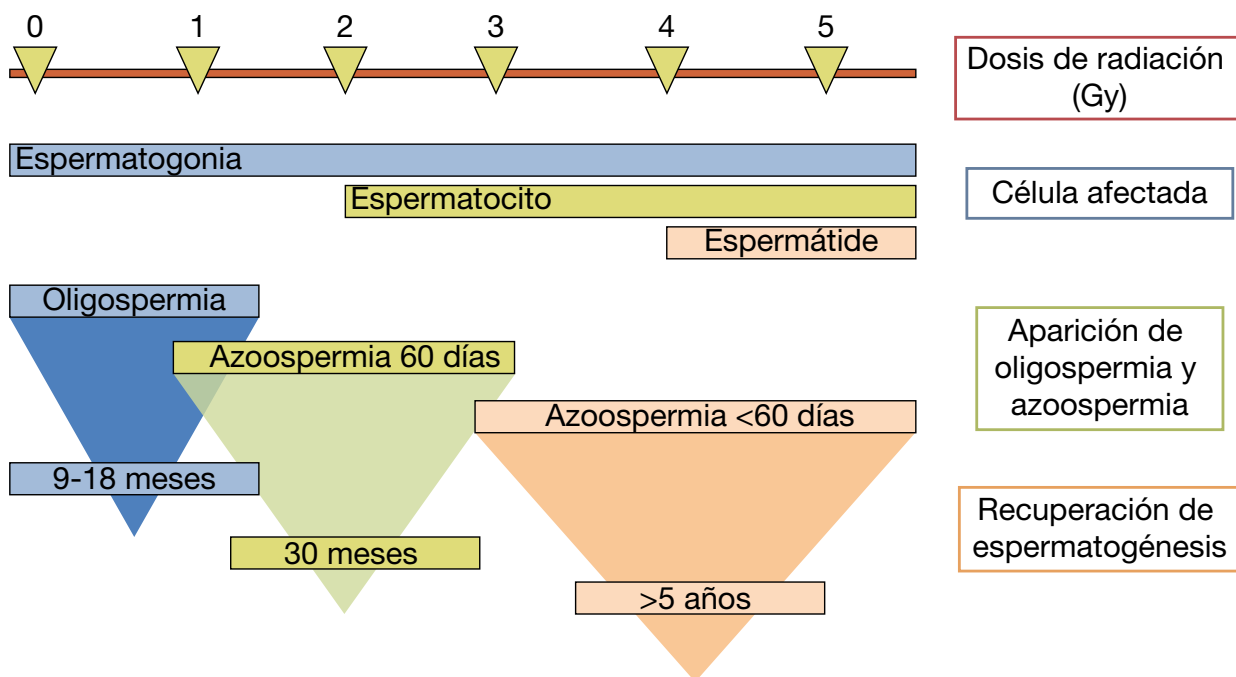 0 1 2 3 4 5
Dosis de radiación
(Gy)
Espermatogonia
Espermatocito
Espermátide
Célula afectada
Oligospermia
Azoospermia 60 días
Azoospermia <60 días
Aparición de
oligospermia y
azoospermia
9-18 meses
30 meses
>5 años
Recuperación de
espermatogénesis